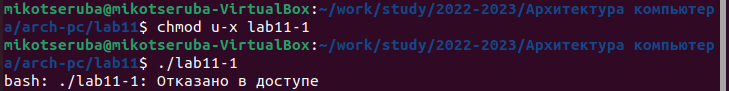 mikotseruba@mikotseruba-VirtualBox:~/work/study/2022-2023/Архитектура компьютер
а/arch-pc/lab11$ chmod u-x lab11-1
mikotseruba@mikotseruba-VirtualBox:~/work/study/2022-2023/Архитектура компьютер
а/arch-pc/lab11$ ./lab11-1
bash: ./lab11-1: Отказано в доступе